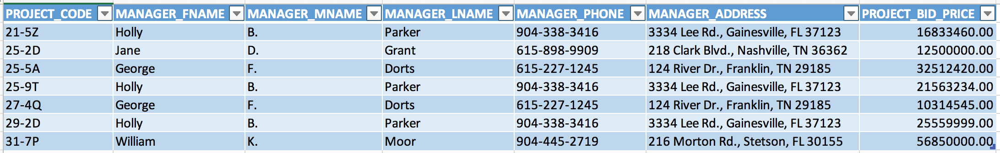 PROJECT_CODE MANAGER_FNAME MANAGER_MNAME MANAGER_LNAME MANAGER_PHONE MANAGER_ADDRESS PROJECT_BID_PRICE
21-5Z Holly B. Parker 904-338-3416 3334 Lee Rd., Gainesville, FL 37123 16833460.00
25-2D Jane D. Grant 615-898-9909 218 Clark Blvd., Nashville, TN 36362 12500000.00
25-5A George F. Dorts 615-227-1245 124 River Dr., Franklin, TN 29185 32512420.00
25-9T Holly B. Parker 904-338-3416 3334 Lee Rd., Gainesville, FL 37123 21563234.00
27-4Q George F. Dorts 615-227-1245 124 River Dr., Franklin, TN 29185 10314545.00
29-2D Holly B. Parker 904-338-3416 3334 Lee Rd., Gainesville, FL 37123 25559999.00
31-7P William K. Moor 904-445-2719 216 Morton Rd., Stetson, FL 30155 56850000.00